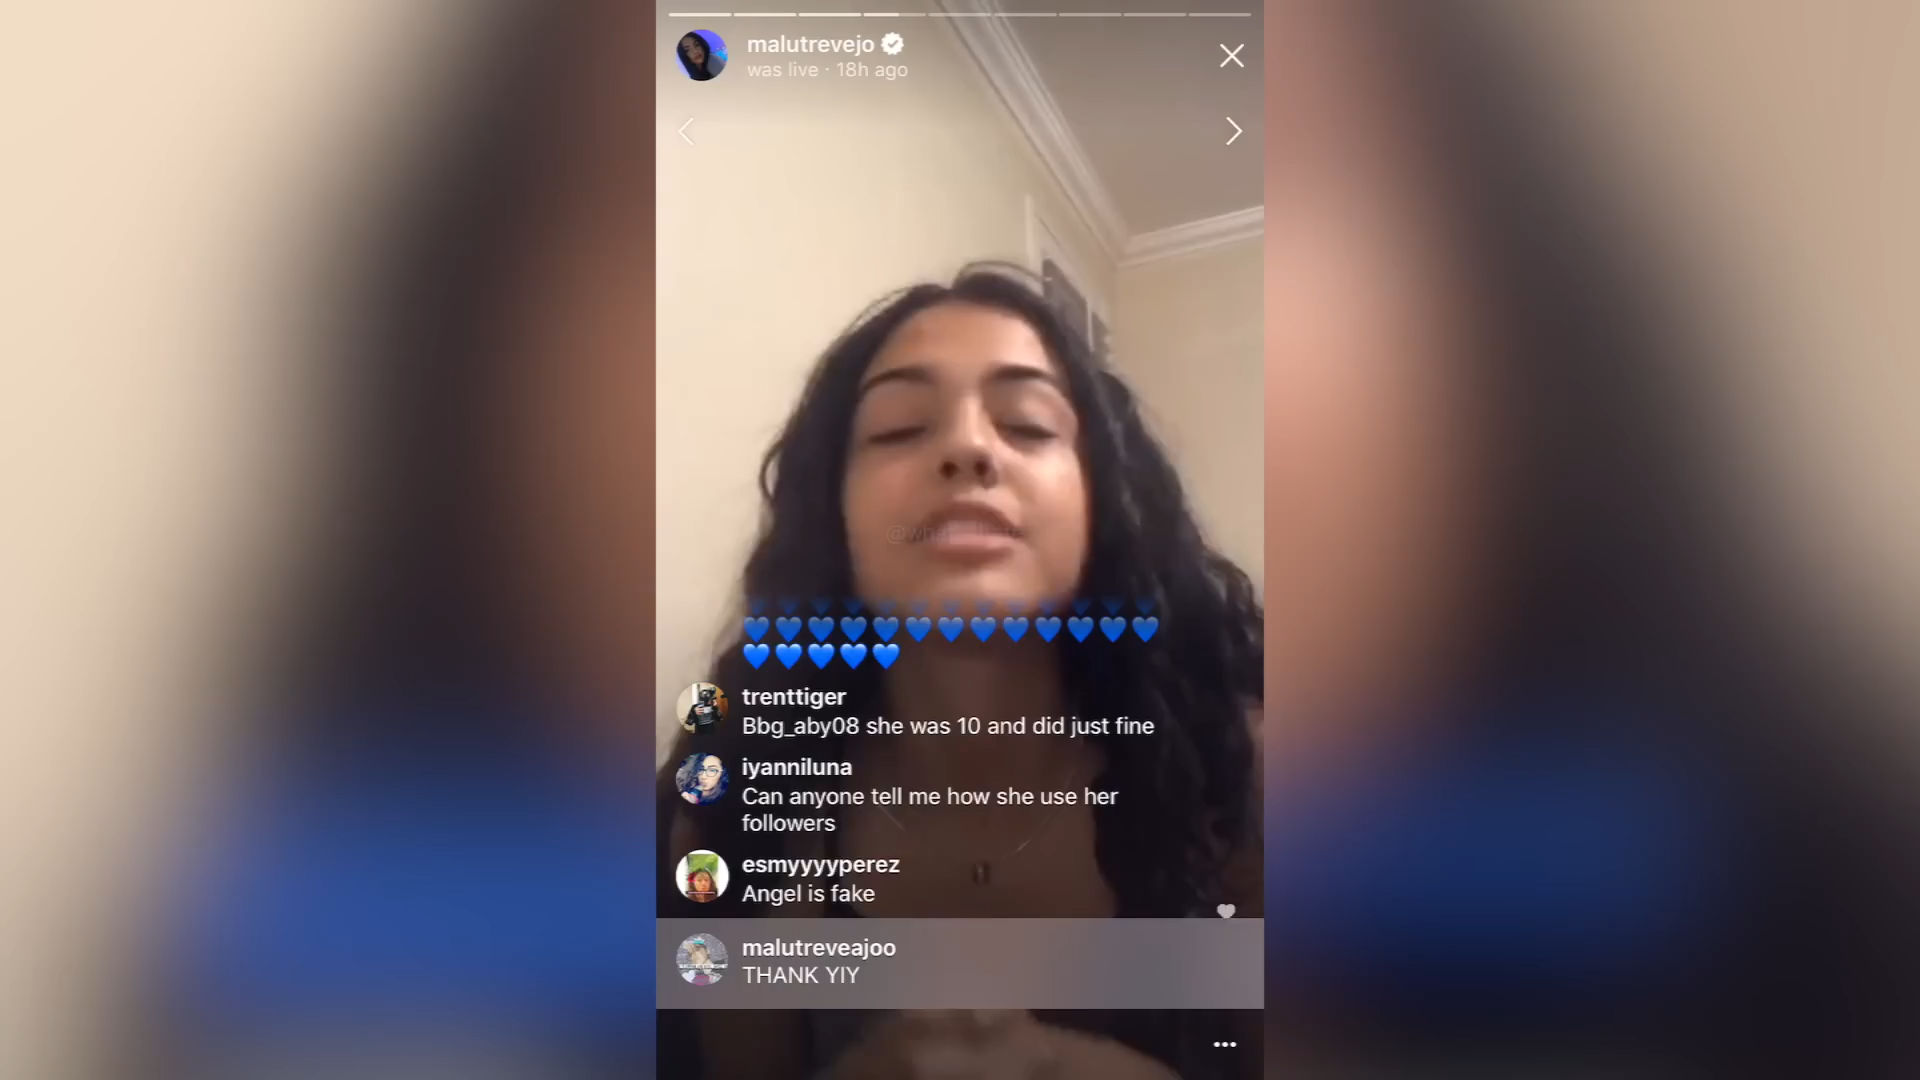 malutrevejo
was live · 18h ago
💙💙💙💙💙💙💙💙💙💙💙💙💙
💙💙💙💙💙💙💙💙💙💙💙💙💙
💙💙💙💙💙
trenttiger
Bbg_aby08 she was 10 and did just fine
iyanniluna
Can anyone tell me how she use her
followers
esmyyyyperez
Angel is fake
malutreveajoo
THANK YIY